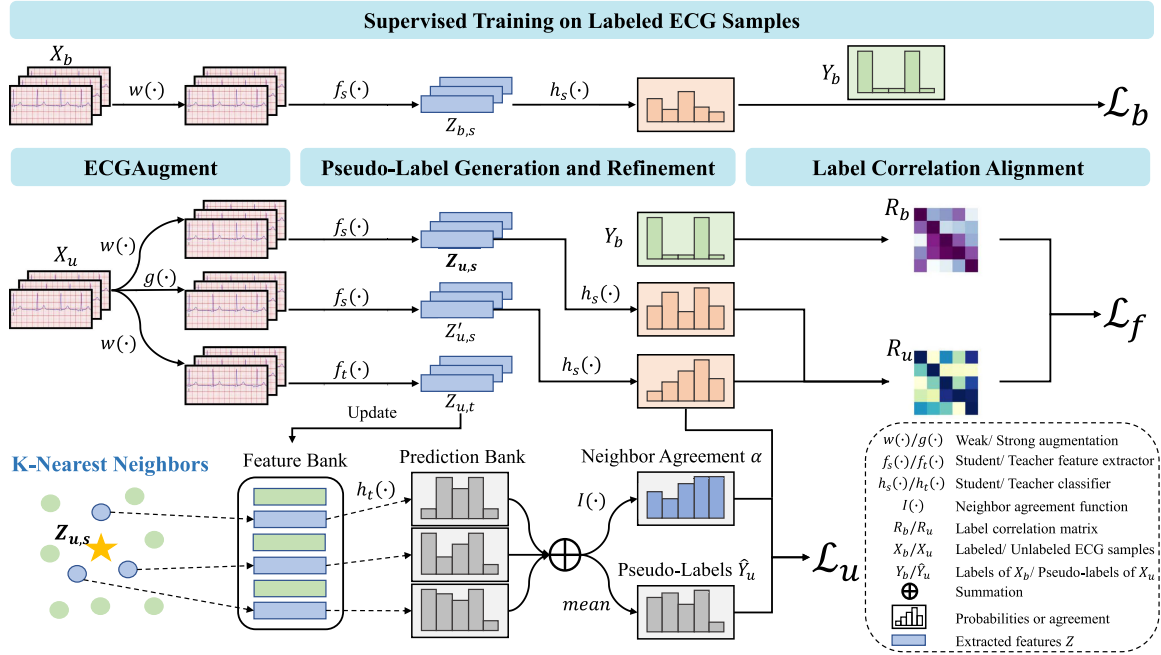 Supervised Training on Labeled ECG Samples
X_b
w(·)
f_s(·)
Z_{b,s}
h_s(·)
Y_b
ℒ_b
ECGAugment
Pseudo-Label Generation and Refinement
Label Correlation Alignment
X_u
w(·)
g(·)
w(·)
f_s(·)
Z_{u,s}
f_s(·)
Z'_{u,s}
f_t(·)
Z_{u,t}
h_s(·)
h_s(·)
Y_b
R_b
R_u
ℒ_f
Update
K-Nearest Neighbors
Z_{u,s}
Feature Bank
h_t(·)
Prediction Bank
I(·)
mean
Neighbor Agreement α
Pseudo-Labels Ŷ_u
ℒ_u
w(·)/g(·) Weak/ Strong augmentation
f_s(·)/f_t(·) Student/ Teacher feature extractor
h_s(·)/h_t(·) Student/ Teacher classifier
I(·) Neighbor agreement function
R_b/R_u Label correlation matrix
X_b/X_u Labeled/ Unlabeled ECG samples
Y_b/Ŷ_u Labels of X_b/ Pseudo-labels of X_u
⊕ Summation
Probabilities or agreement
Extracted features Z